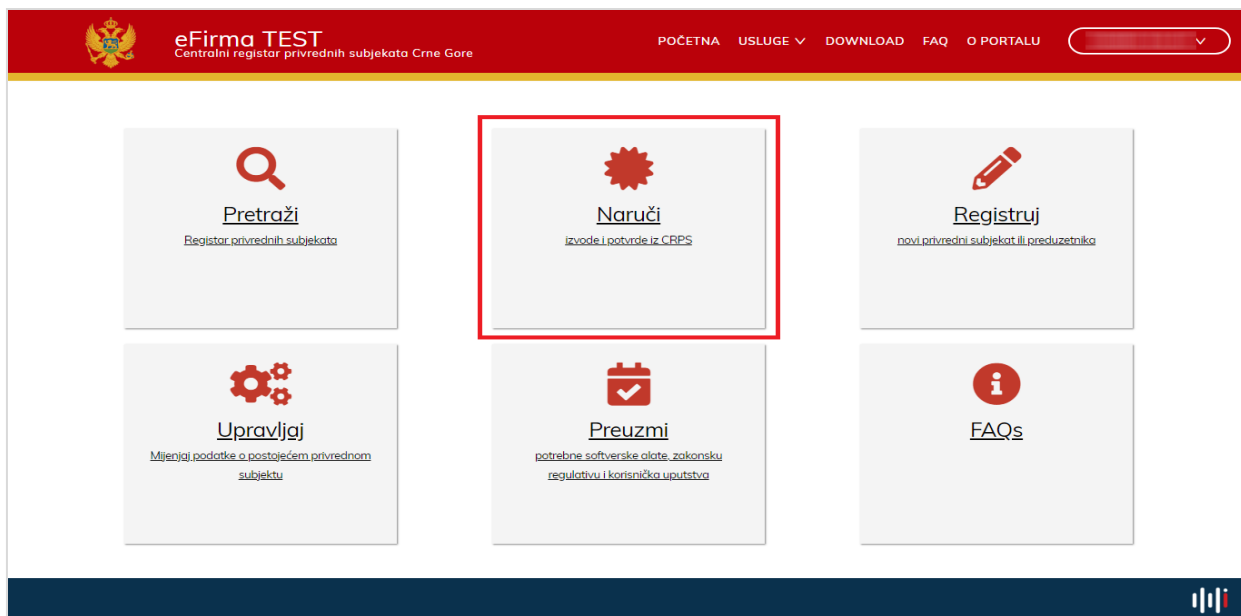 eFirma TEST
Centralni registar privrednih subjekata Crne Gore
POČETNA USLUGE DOWNLOAD FAQ O PORTALU
Pretraži
Registar privrednih subjekata
Naruči
izvode i potvrde iz CRPS
Registruj
novi privredni subjekat ili preduzetnika
Upravljaj
Mijenjaj podatke o postojećem privrednom
subjektu
Preuzmi
potrebne softverske alate, zakonsku
regulativu i korisnička uputstva
FAQs